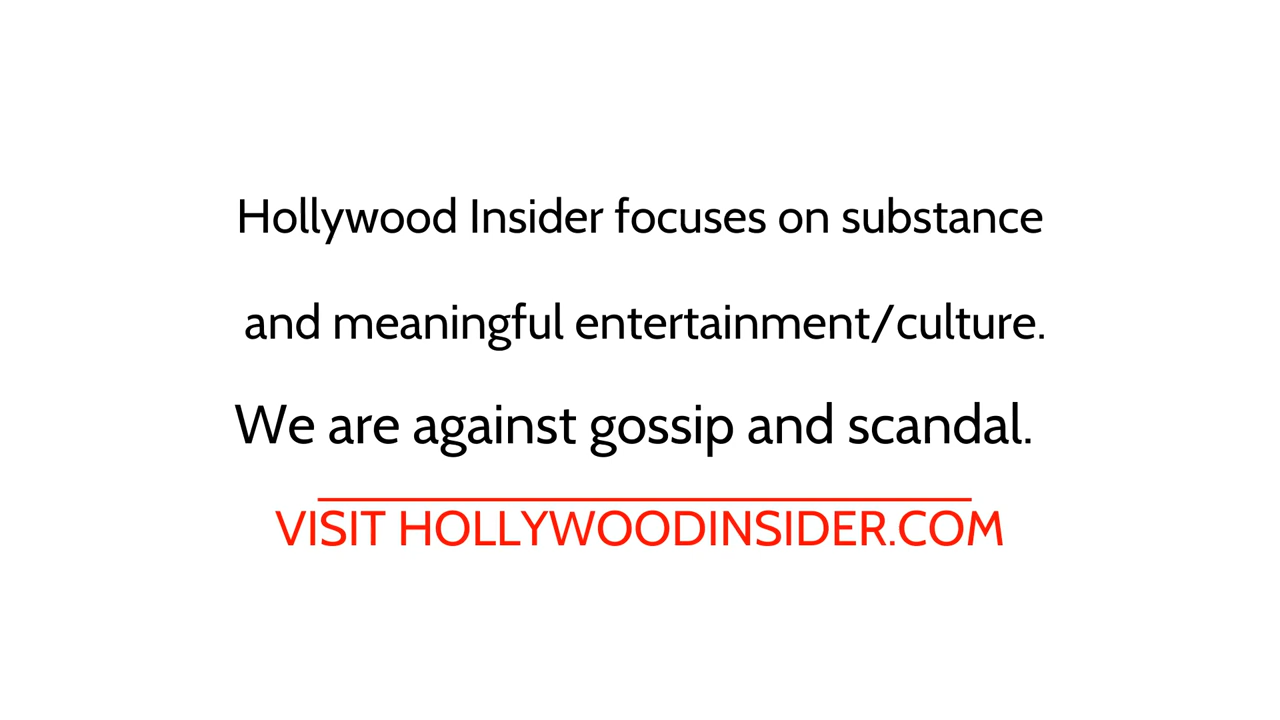 Hollywood Insider focuses on substance
and meaningful entertainment/culture.
We are against gossip and scandal.
VISIT HOLLYWOODINSIDER.COM